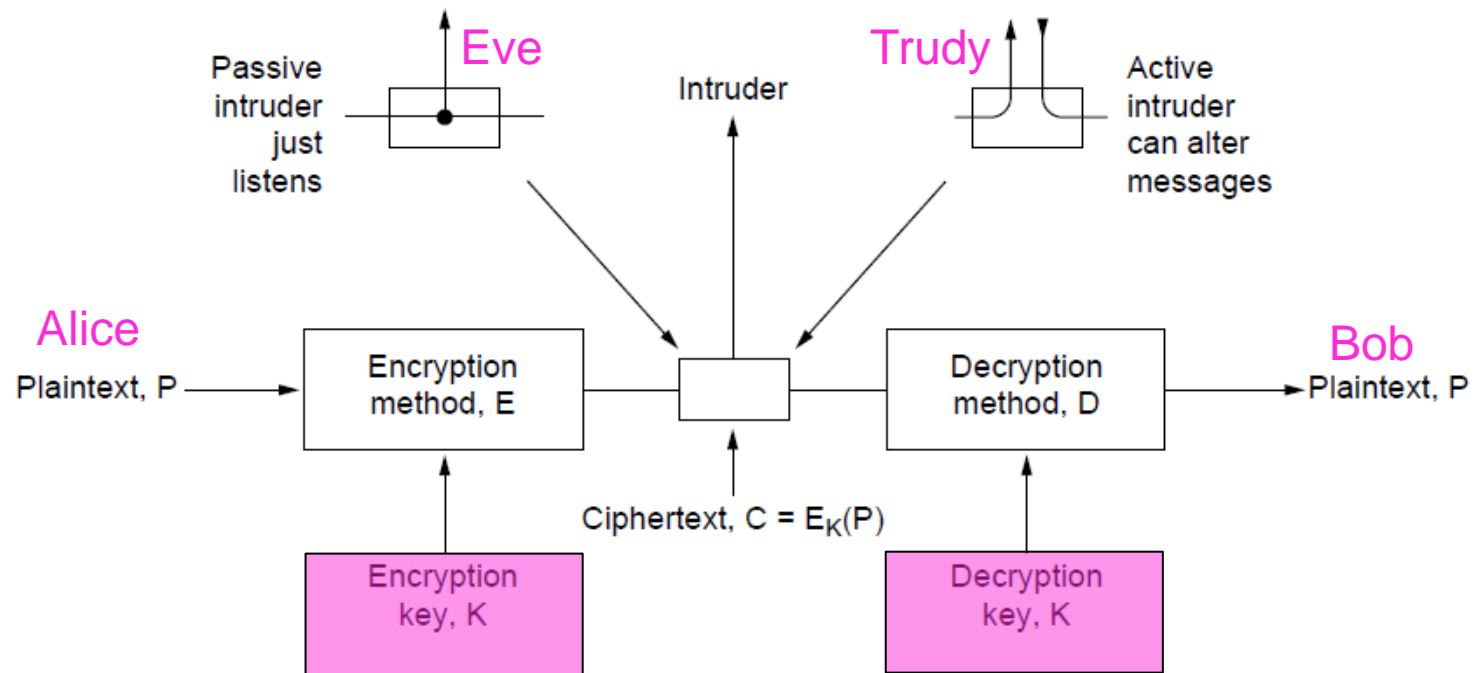 Eve
Trudy
Passive
intruder
just
listens
Intruder
Active
intruder
can alter
messages
Alice
Plaintext, P
Encryption
method, E
Decryption
method, D
Bob
Plaintext, P
Ciphertext, C = E_K(P)
Encryption
key, K
Decryption
key, K